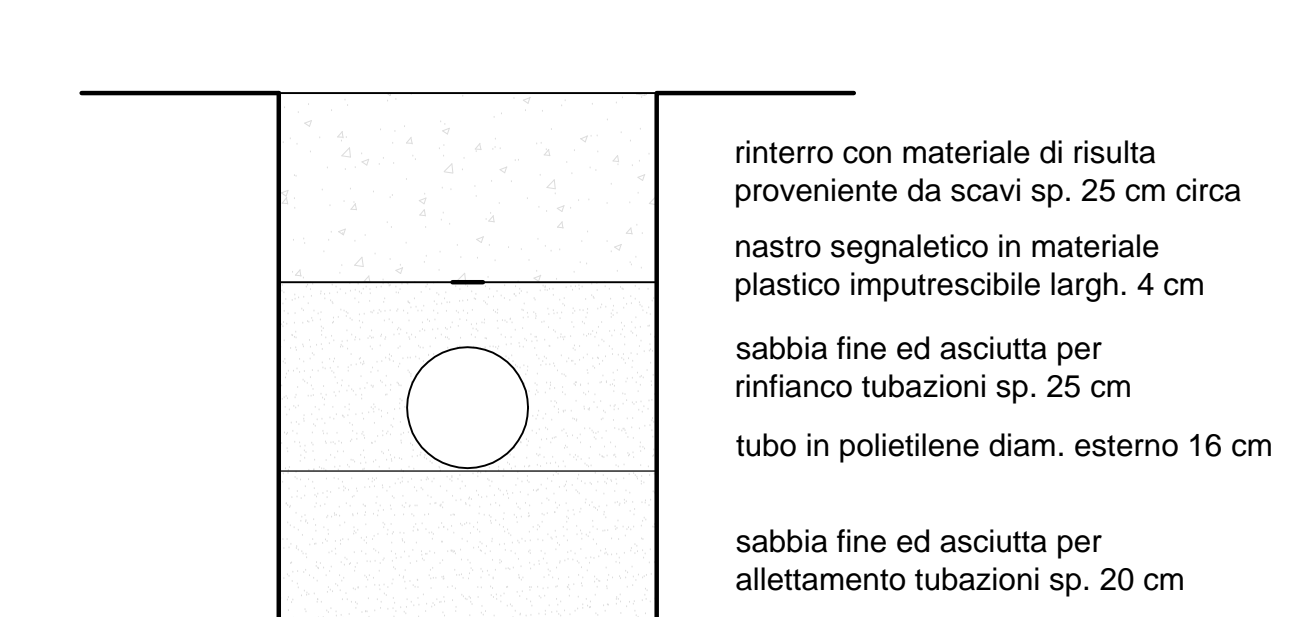 rinterro con materiale di risulta
proveniente da scavi sp. 25 cm circa
nastro segnaletico in materiale
plastico imputrescibile largh. 4 cm
sabbia fine ed asciutta per
rinfianco tubazioni sp. 25 cm
tubo in polietilene diam. esterno 16 cm
sabbia fine ed asciutta per
allettamento tubazioni sp. 20 cm